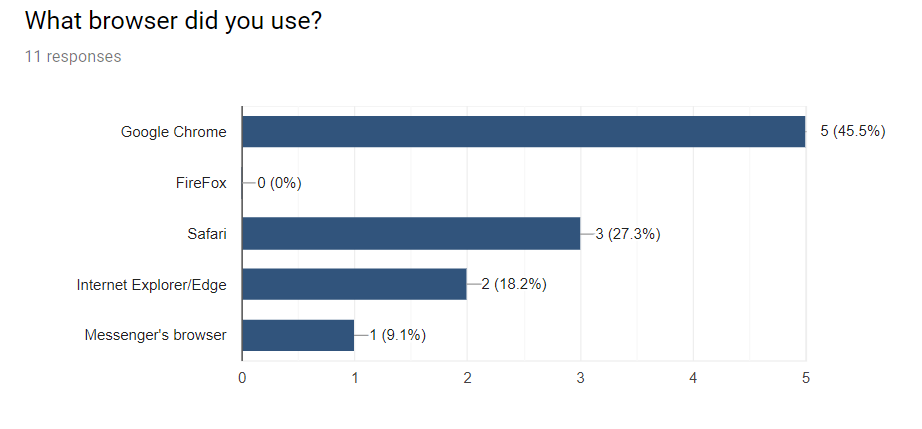 What browser did you use?
11 responses
Google Chrome 5 (45.5%)
FireFox 0 (0%)
Safari 3 (27.3%)
Internet Explorer/Edge 2 (18.2%)
Messenger's browser 1 (9.1%)
0 1 2 3 4 5